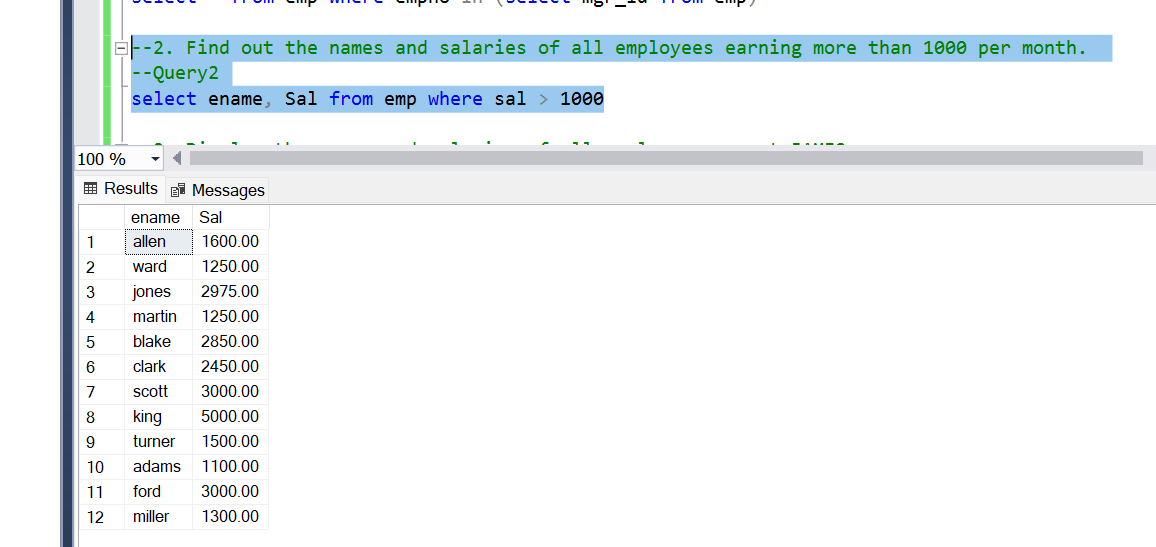 --2. Find out the names and salaries of all employees earning more than 1000 per month.
--Query2
select ename, Sal from emp where sal > 1000
100 %
Results Messages
ename Sal
1 allen 1600.00
2 ward 1250.00
3 jones 2975.00
4 martin 1250.00
5 blake 2850.00
6 clark 2450.00
7 scott 3000.00
8 king 5000.00
9 turner 1500.00
10 adams 1100.00
11 ford 3000.00
12 miller 1300.00